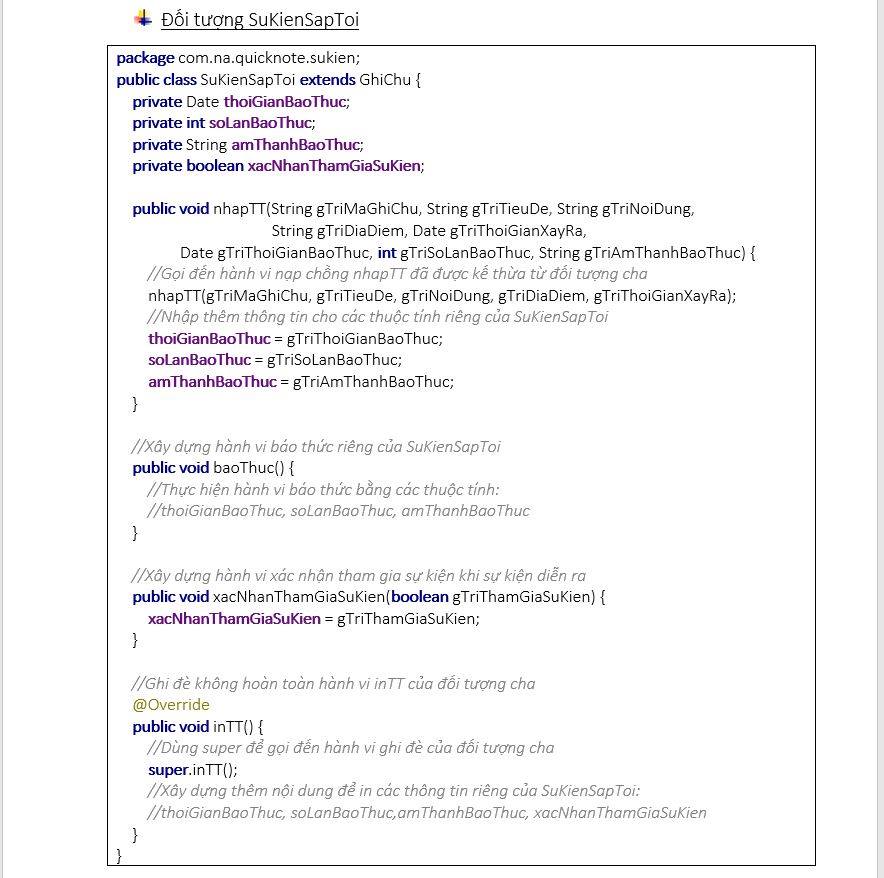 Đối tượng SuKienSapToi
package com.na.quicknote.sukien;
public class SuKienSapToi extends GhiChu {
private Date thoiGianBaoThuc;
private int soLanBaoThuc;
private String amThanhBaoThuc;
private boolean xacNhanThamGiaSuKien;
public void nhapTT(String gTriMaGhiChu, String gTriTieuDe, String gTriNoiDung,
String gTriDiaDiem, Date gTriThoiGianXayRa,
Date gTriThoiGianBaoThuc, int gTriSoLanBaoThuc, String gTriAmThanhBaoThuc) {
//Gọi đến hành vi nạp chồng nhapTT đã được kế thừa từ đối tượng cha
nhapTT(gTriMaGhiChu, gTriTieuDe, gTriNoiDung, gTriDiaDiem, gTriThoiGianXayRa);
//Nhập thêm thông tin cho các thuộc tính riêng của SuKienSapToi
thoiGianBaoThuc = gTriThoiGianBaoThuc;
soLanBaoThuc = gTriSoLanBaoThuc;
amThanhBaoThuc = gTriAmThanhBaoThuc;
}
//Xây dựng hành vi báo thức riêng của SuKienSapToi
public void baoThuc() {
//Thực hiện hành vi báo thức bằng các thuộc tính:
//thoiGianBaoThuc, soLanBaoThuc, amThanhBaoThuc
}
//Xây dựng hành vi xác nhận tham gia sự kiện khi sự kiện diễn ra
public void xacNhanThamGiaSuKien(boolean gTriThamGiaSuKien) {
xacNhanThamGiaSuKien = gTriThamGiaSuKien;
}
//Ghi đè không hoàn toàn hành vi inTT của đối tượng cha
@Override
public void inTT() {
//Dùng super để gọi đến hành vi ghi đè của đối tượng cha
super.inTT();
//Xây dựng thêm nội dung để in các thông tin riêng của SuKienSapToi:
//thoiGianBaoThuc, soLanBaoThuc,amThanhBaoThuc, xacNhanThamGiaSuKien
}
}